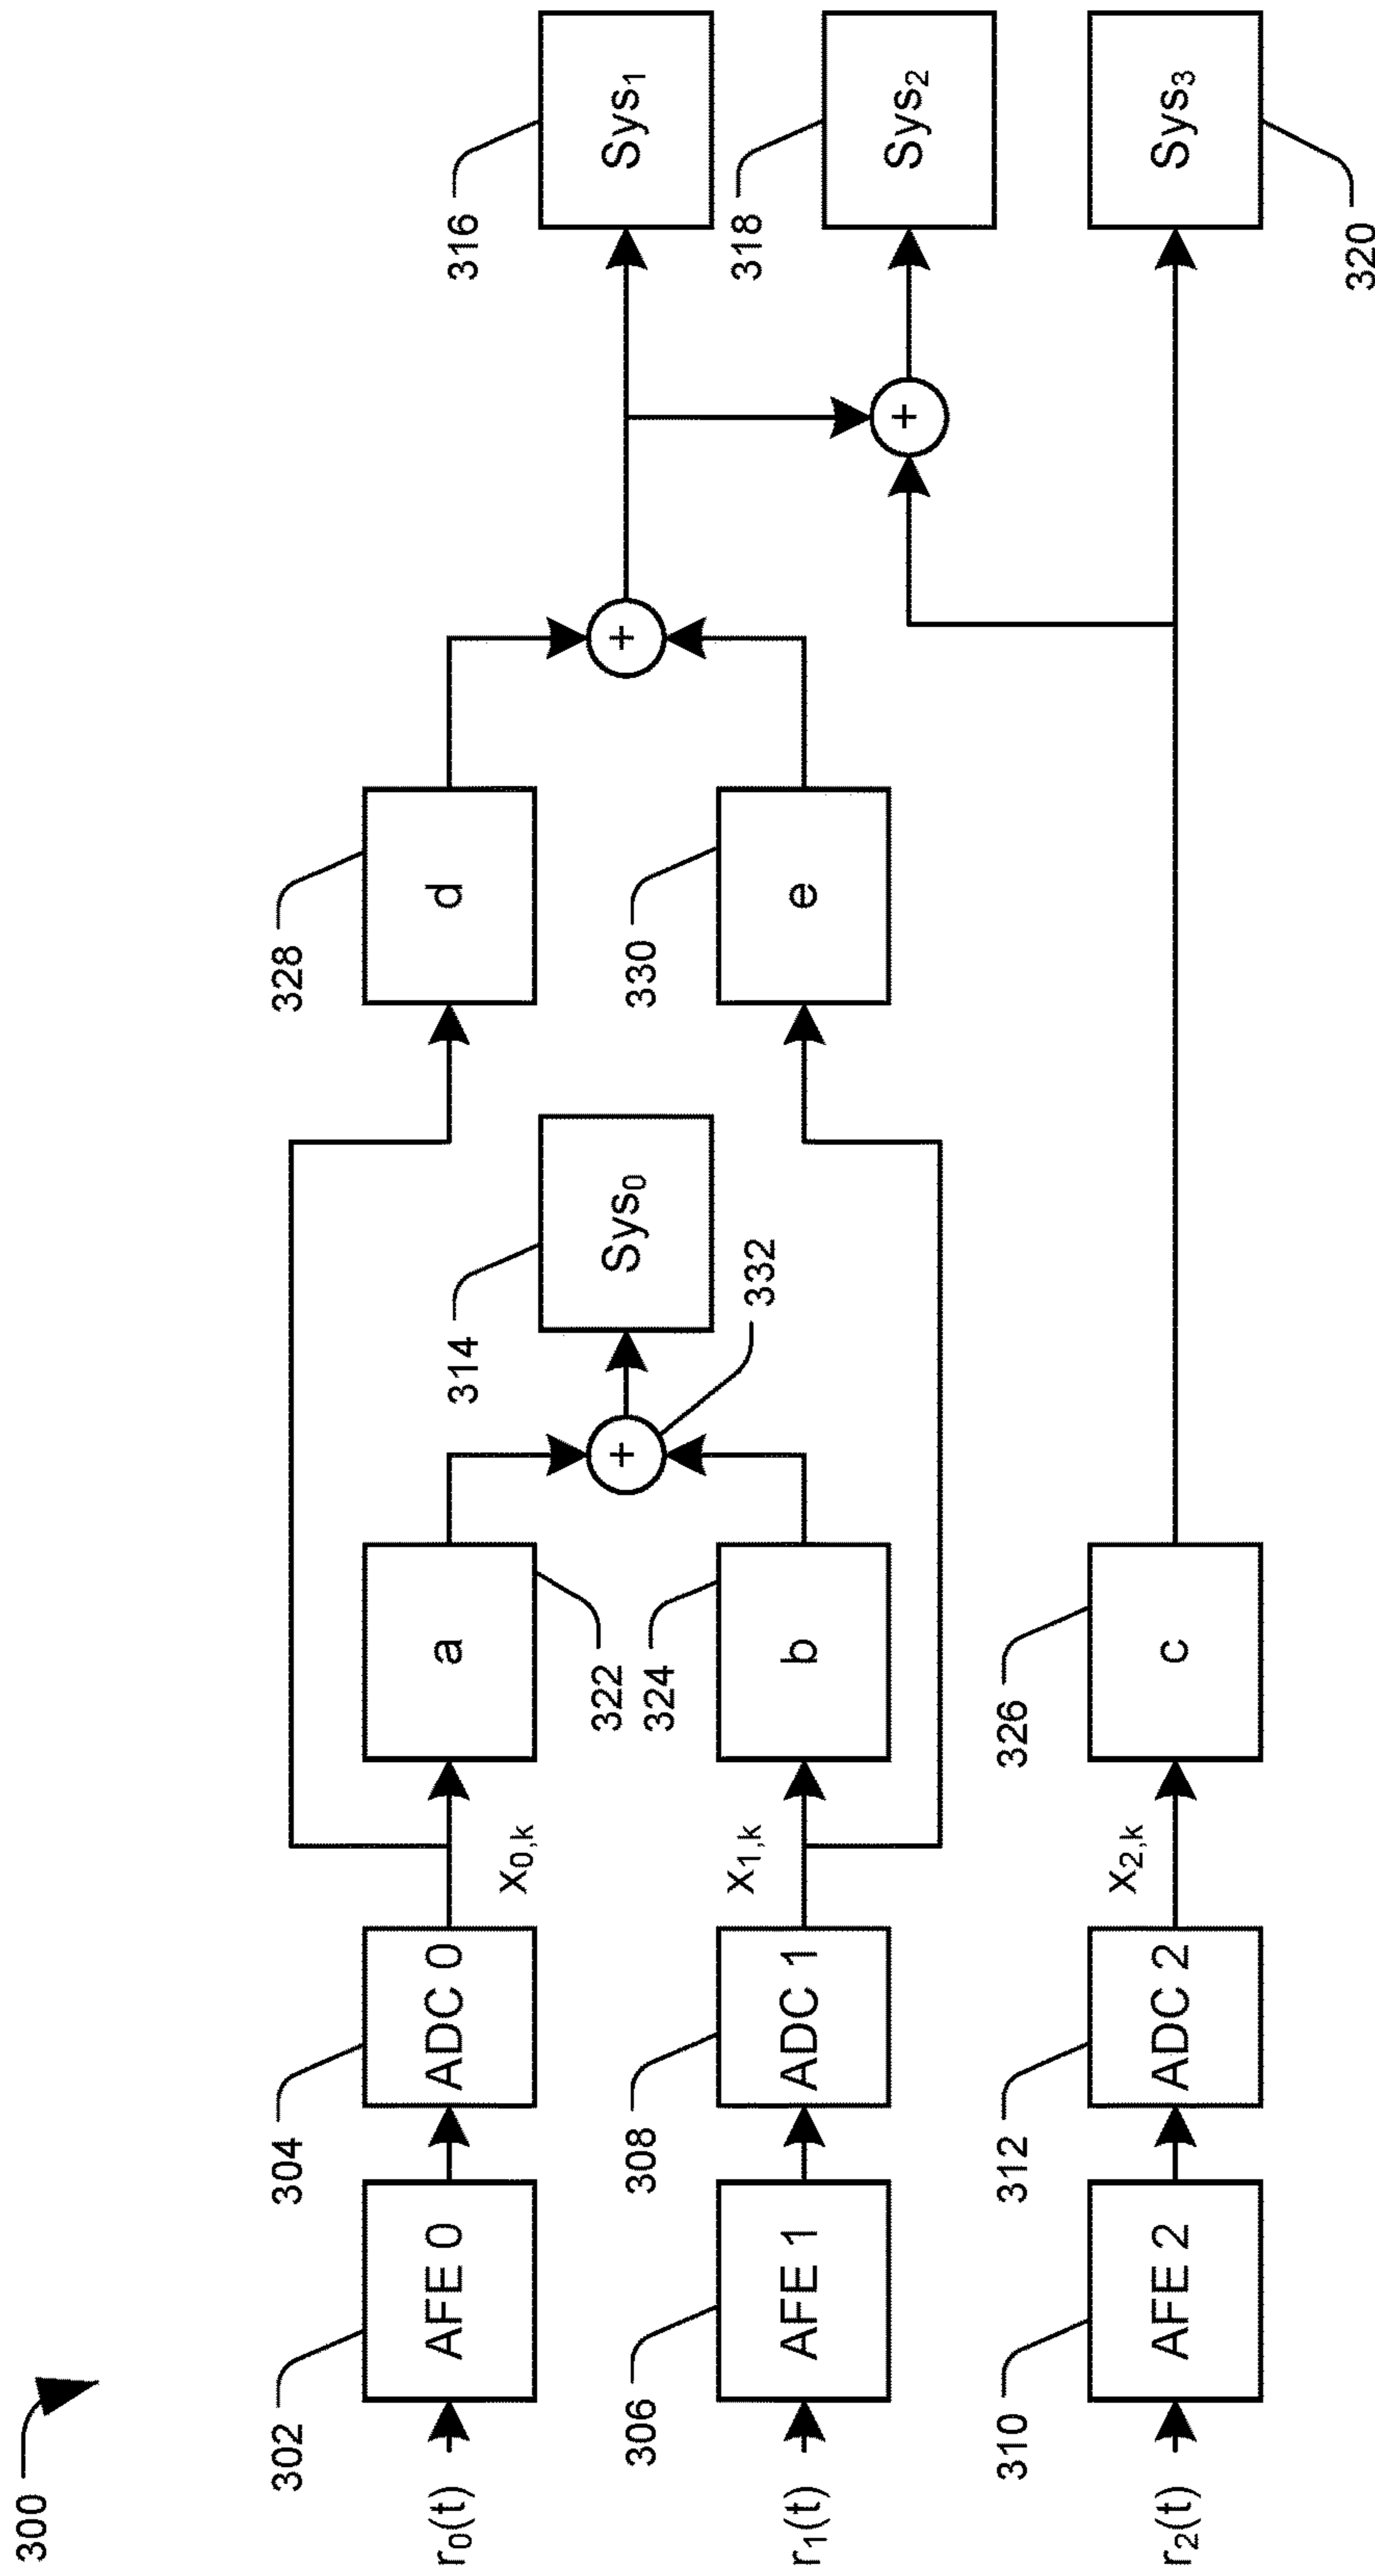 300
302
304
328
r₀(t)
AFE 0
ADC 0
x₀,ₖ
a
d
322
314
Sys₀
332
+
+
316
Sys₁
306
308
324
330
r₁(t)
AFE 1
ADC 1
x₁,ₖ
b
e
318
+
Sys₂
310
312
326
r₂(t)
AFE 2
ADC 2
x₂,ₖ
c
Sys₃
320